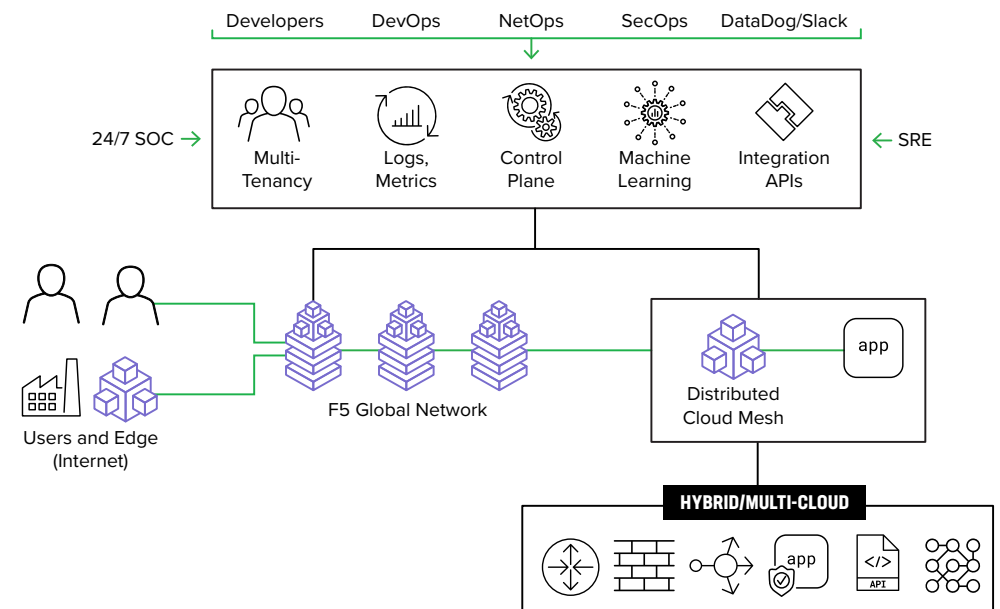 Developers DevOps NetOps SecOps DataDog/Slack
24/7 SOC
Multi-
Tenancy
Logs,
Metrics
Control
Plane
Machine
Learning
Integration
APIs
SRE
app
F5 Global Network
Distributed
Cloud Mesh
Users and Edge
(Internet)
HYBRID/MULTI-CLOUD
app
</>
API